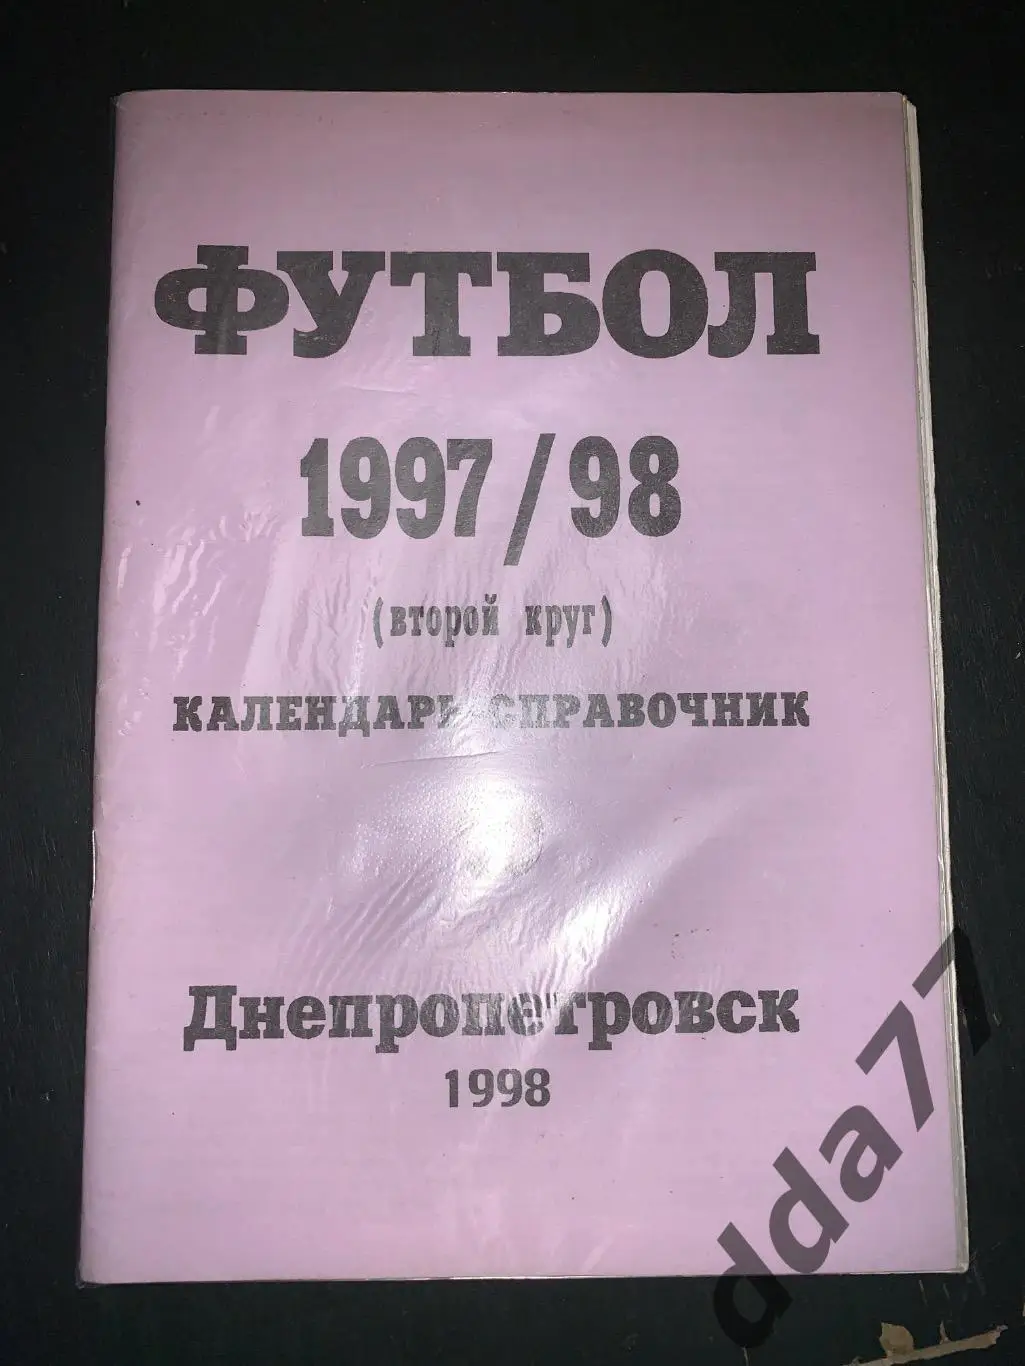 ФУТБОЛ
1997/98
(второй круг)
КАЛЕНДАРЬ-СПРАВОЧНИК
Днепропетровск
1998
dda77